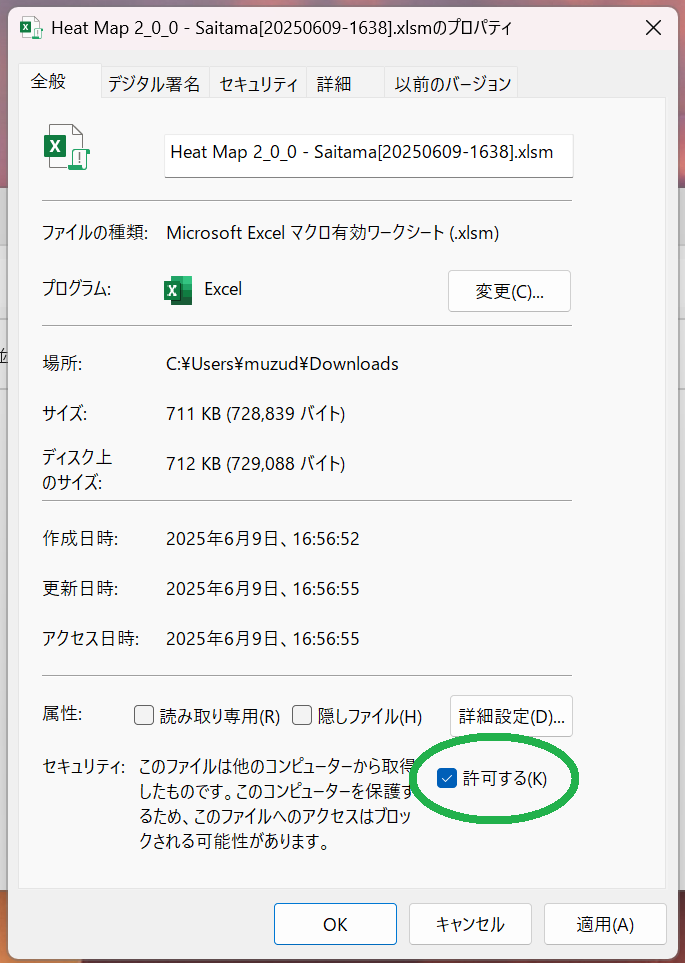 Heat Map 2_0_0 - Saitama[20250609-1638].xlsmのプロパティ
全般 デジタル署名 セキュリティ 詳細 以前のバージョン
Heat Map 2_0_0 - Saitama[20250609-1638].xlsm
ファイルの種類: Microsoft Excel マクロ有効ワークシート (.xlsm)
プログラム: Excel 変更(C)...
場所: C:¥Users¥muzud¥Downloads
サイズ: 711 KB (728,839 バイト)
ディスク上
のサイズ: 712 KB (729,088 バイト)
作成日時: 2025年6月9日、16:56:52
更新日時: 2025年6月9日、16:56:55
アクセス日時: 2025年6月9日、16:56:55
属性: 読み取り専用(R) 隠しファイル(H) 詳細設定(D)...
セキュリティ: このファイルは他のコンピューターから取得
したものです。このコンピューターを保護す
るため、このファイルへのアクセスはブロッ
クされる可能性があります。
許可する(K)
OK キャンセル 適用(A)